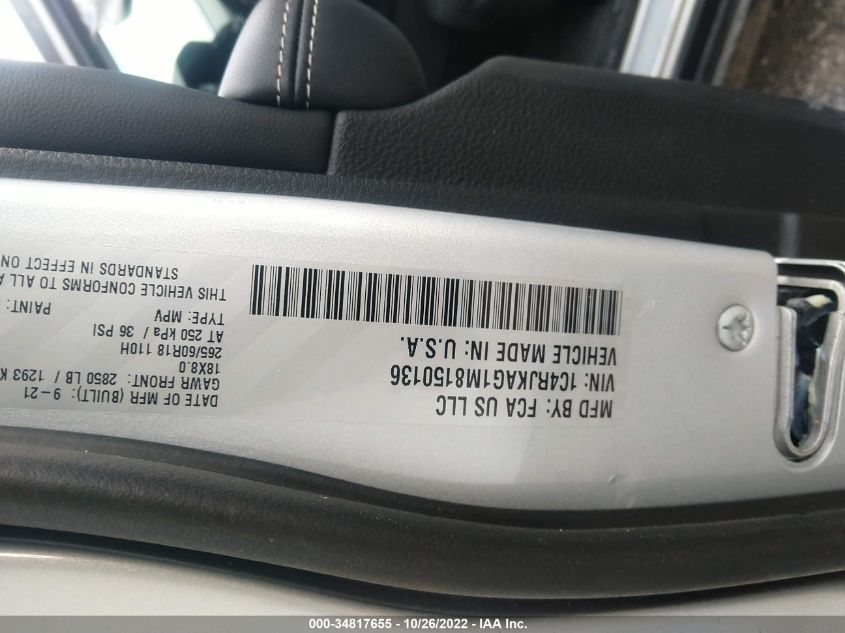 MFD BY: FCA US LLC
VIN: 1C4RJKAG1M8150136
VEHICLE MADE IN: U.S.A.
DATE OF MFR (BUILT): 9-21
GAWR FRONT: 2850 LB / 1293 K
18X8.0
265/60R18 110H
AT 250 kPa / 36 PSI
TYPE: MPV PAINT:
THIS VEHICLE CONFORMS TO ALL A
STANDARDS IN EFFECT ON
000-34817655 - 10/26/2022 - IAA Inc.